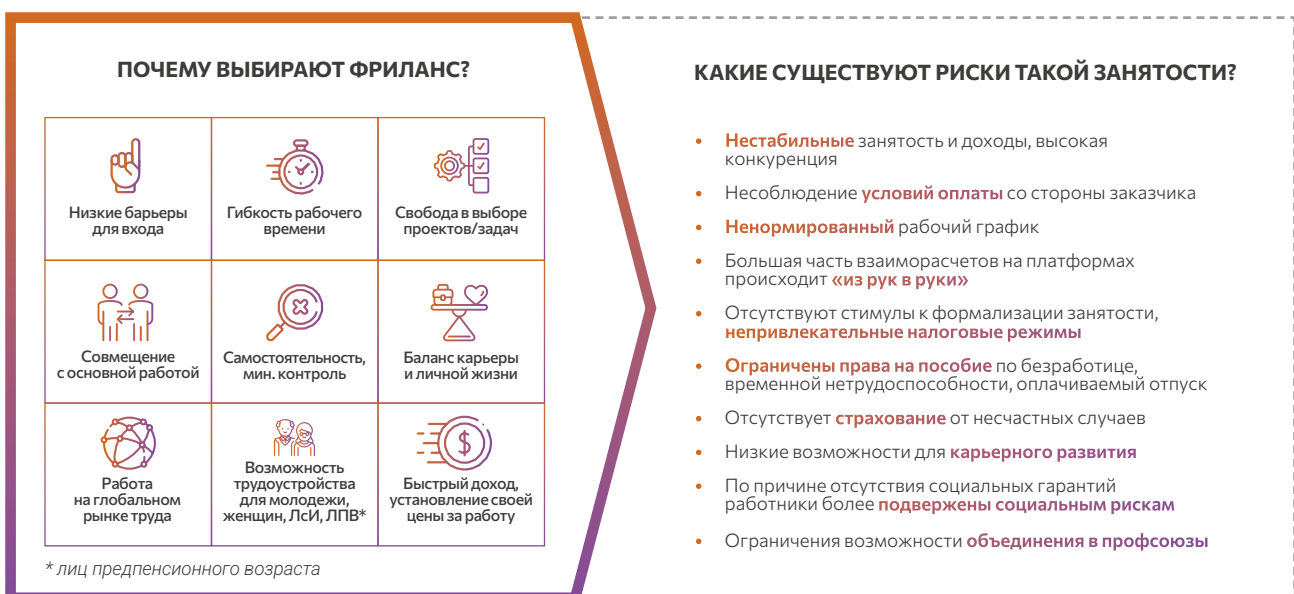 ПОЧЕМУ ВЫБИРАЮТ ФРИЛАНС?
Низкие барьеры
для входа
Гибкость рабочего
времени
Свобода в выборе
проектов/задач
Совмещение
с основной работой
Самостоятельность,
мин. контроль
Баланс карьеры
и личной жизни
Работа
на глобальном
рынке труда
Возможность
трудоустройства
для молодежи,
женщин, ЛсИ, ЛПВ*
Быстрый доход,
установление своей
цены за работу
* лиц предпенсионного возраста
КАКИЕ СУЩЕСТВУЮТ РИСКИ ТАКОЙ ЗАНЯТОСТИ?
• Нестабильные занятость и доходы, высокая
конкуренция
• Несоблюдение условий оплаты со стороны заказчика
• Ненормированный рабочий график
• Большая часть взаиморасчетов на платформах
происходит «из рук в руки»
• Отсутствуют стимулы к формализации занятости,
непривлекательные налоговые режимы
• Ограничены права на пособие по безработице,
временной нетрудоспособности, оплачиваемый отпуск
• Отсутствует страхование от несчастных случаев
• Низкие возможности для карьерного развития
• По причине отсутствия социальных гарантий
работники более подвержены социальным рискам
• Ограничения возможности объединения в профсоюзы